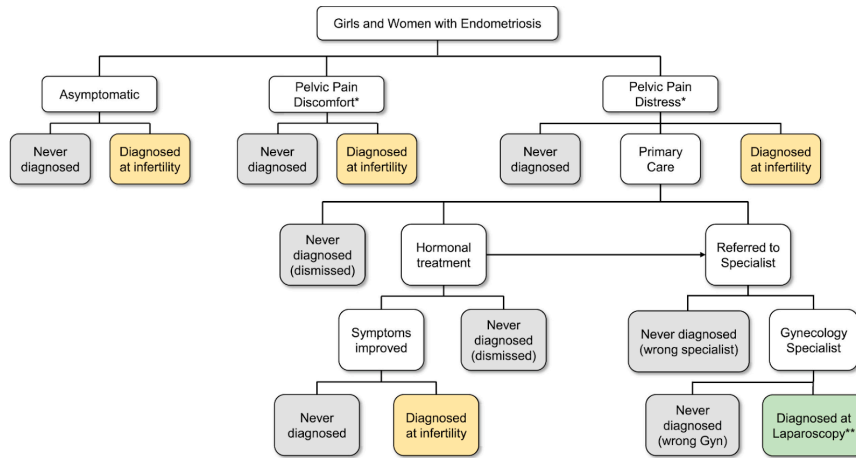 Girls and Women with Endometriosis
Asymptomatic
Pelvic Pain
Discomfort*
Pelvic Pain
Distress*
Never
diagnosed
Diagnosed
at infertility
Never
diagnosed
Diagnosed
at infertility
Never
diagnosed
Primary
Care
Diagnosed
at infertility
Never
diagnosed
(dismissed)
Hormonal
treatment
Referred to
Specialist
Symptoms
improved
Never
diagnosed
(dismissed)
Never diagnosed
(wrong specialist)
Gynecology
Specialist
Never
diagnosed
Diagnosed
at infertility
Never
diagnosed
(wrong Gyn)
Diagnosed at
Laparoscopy**